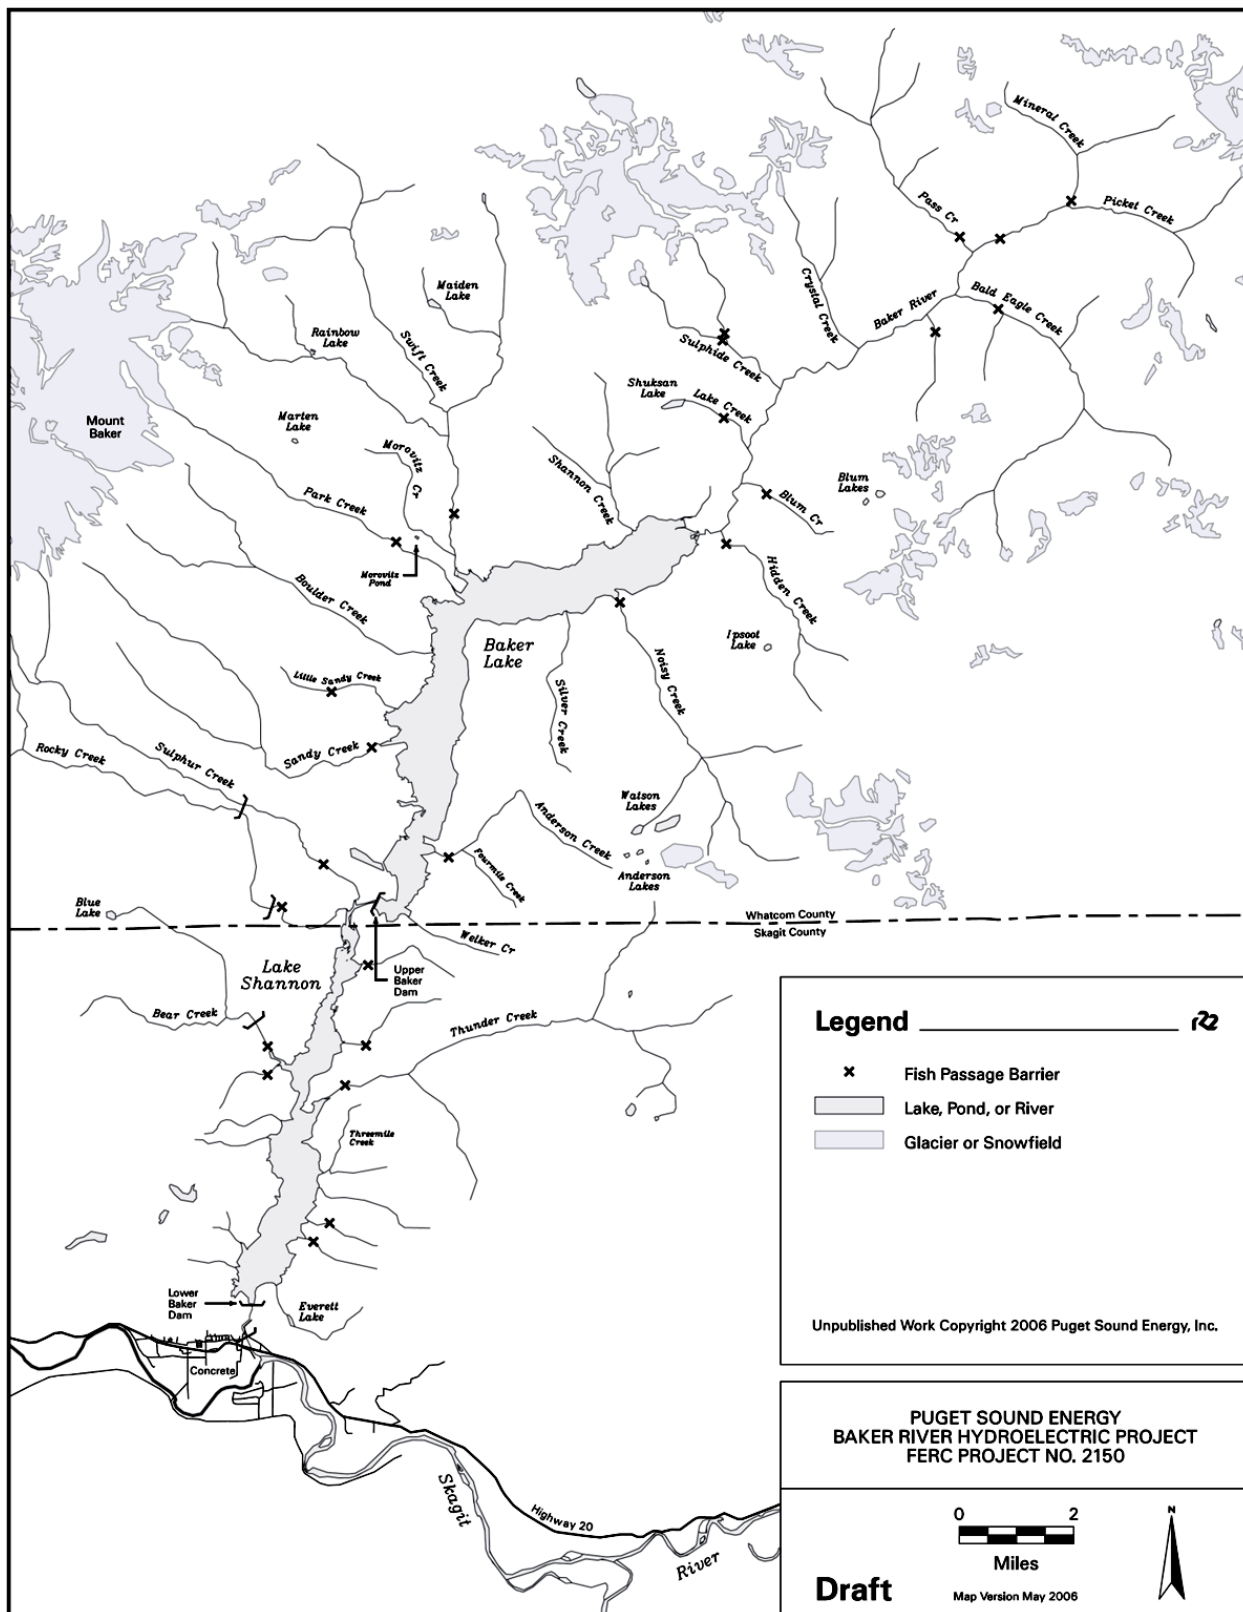 Mineral Creek
Pass Cr
Picket Creek
Crystal Creek
Baker River
Bald Eagle Creek
Maiden
Lake
Rainbow
Lake
Swift Creek
Sulphide Creek
Shuksan
Lake
Lake Creek
Mount
Baker
Marten
Lake
Morovitz
Cr
Shannon Creek
Blum
Lakes
Park Creek
Blum Cr
Morovitz
Pond
Boulder Creek
Hidden Creek
Baker
Lake
Ipsoot
Lake
Noisy Creek
Little Sandy Creek
Silver Creek
Sandy Creek
Rocky Creek
Sulphur Creek
Watson
Lakes
Anderson Creek
Fourmile Creek
Anderson
Lakes
Blue
Lake
Whatcom County
Skagit County
Welker Cr
Lake
Shannon
Upper
Baker
Dam
Bear Creek
Thunder Creek
Threemile
Creek
Lower
Baker
Dam
Everett
Lake
Concrete
Skagit
River
Highway 20
Legend
R2
Fish Passage Barrier
Lake, Pond, or River
Glacier or Snowfield
Unpublished Work Copyright 2006 Puget Sound Energy, Inc.
PUGET SOUND ENERGY
BAKER RIVER HYDROELECTRIC PROJECT
FERC PROJECT NO. 2150
0 2
Miles
N
Draft
Map Version May 2006